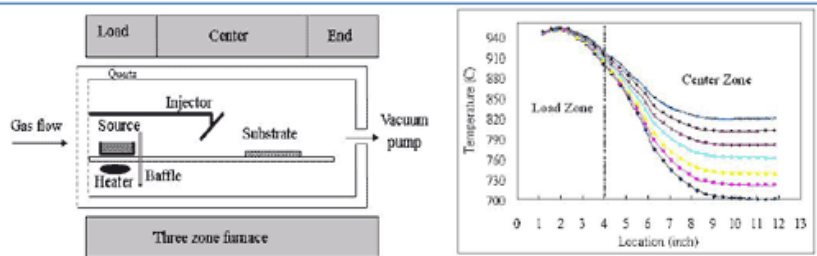 Load Center End
Quartz
Injector
Gas flow
Source
Substrate
Vacuum
pump
Heater
Baffle
Three zone furnace
Temperature (C)
940
910
880
850
820
790
760
730
700
Load Zone
Center Zone
0 1 2 3 4 5 6 7 8 9 10 11 12 13
Location (inch)